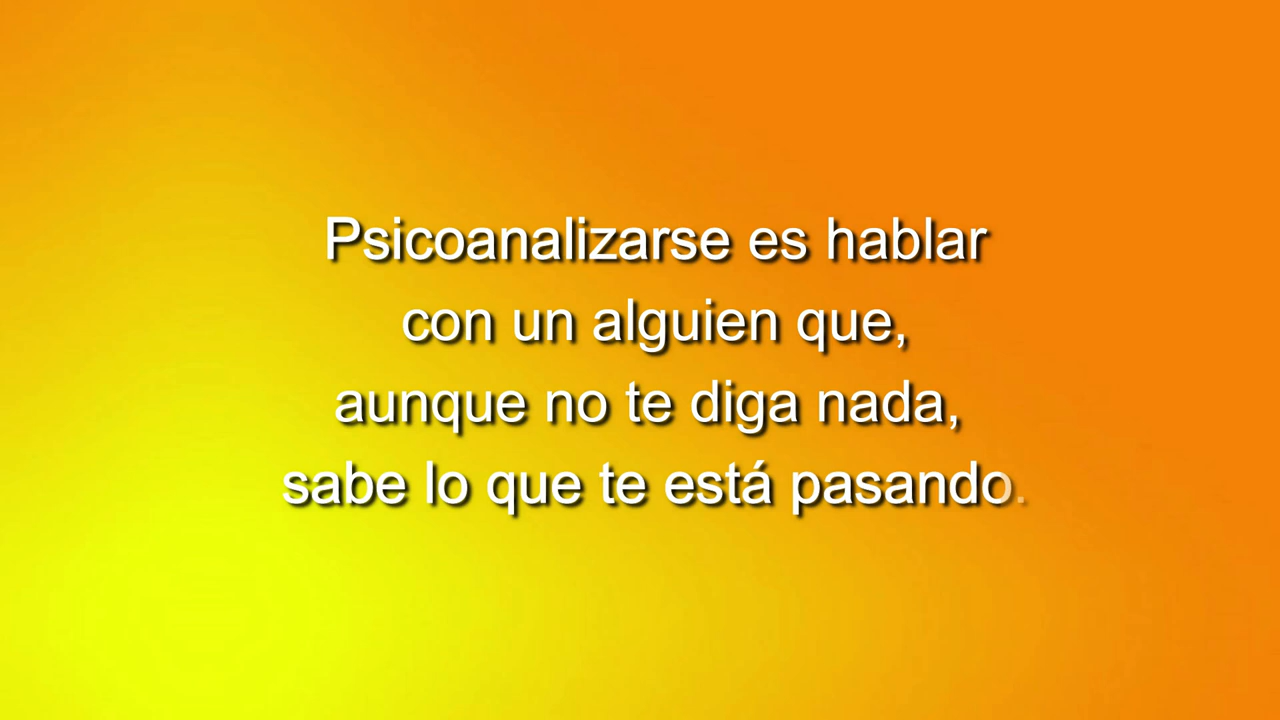 Psicoanalizarse es hablar
con un alguien que,
aunque no te diga nada,
sabe lo que te está pasando.